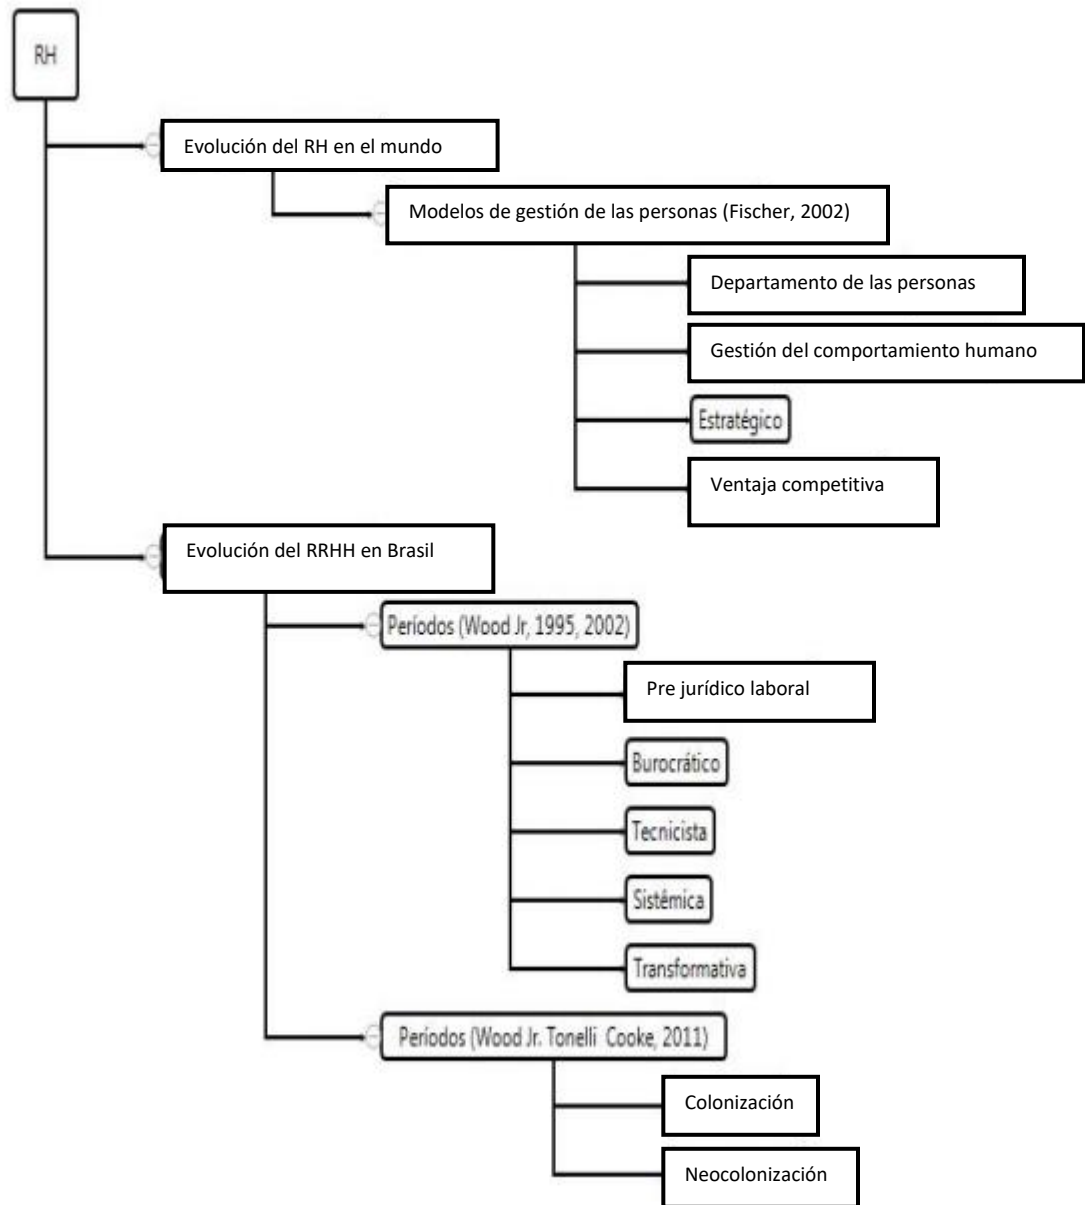 RH
Evolución del RH en el mundo
Modelos de gestión de las personas (Fischer, 2002)
Departamento de las personas
Gestión del comportamiento humano
Estratégico
Ventaja competitiva
Evolución del RRHH en Brasil
Períodos (Wood Jr, 1995, 2002)
Pre jurídico laboral
Burocrático
Tecnicista
Sistêmica
Transformativa
Períodos (Wood Jr. Tonelli Cooke, 2011)
Colonización
Neocolonización